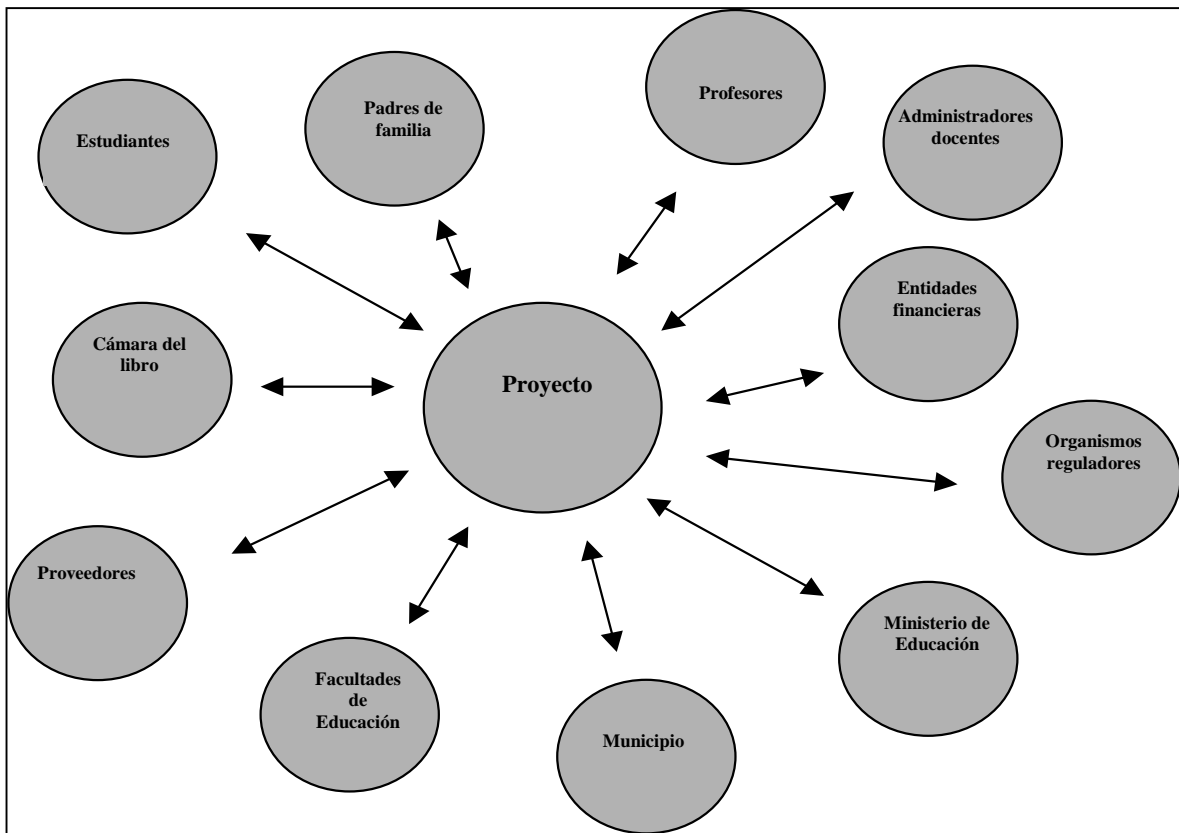 Profesores
Padres de
familia
Administradores
docentes
Estudiantes
Entidades
financieras
Cámara del
libro
Proyecto
Organismos
reguladores
Proveedores
Ministerio de
Educación
Facultades
de
Educación
Municipio